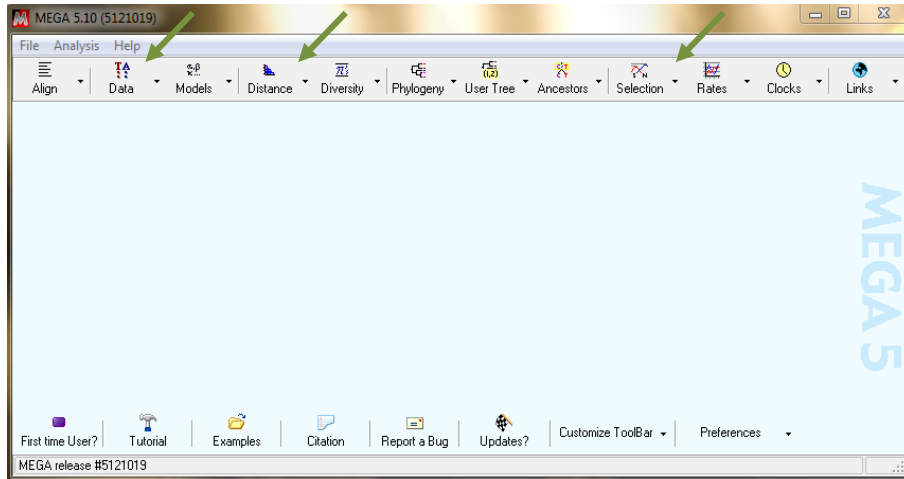 MEGA 5.10 (5121019)
File Analysis Help
Align Data Models Distance Diversity Phylogeny User Tree Ancestors Selection Rates Clocks Links
MEGA 5
First time User? Tutorial Examples Citation Report a Bug Updates? Customize ToolBar Preferences
MEGA release #5121019